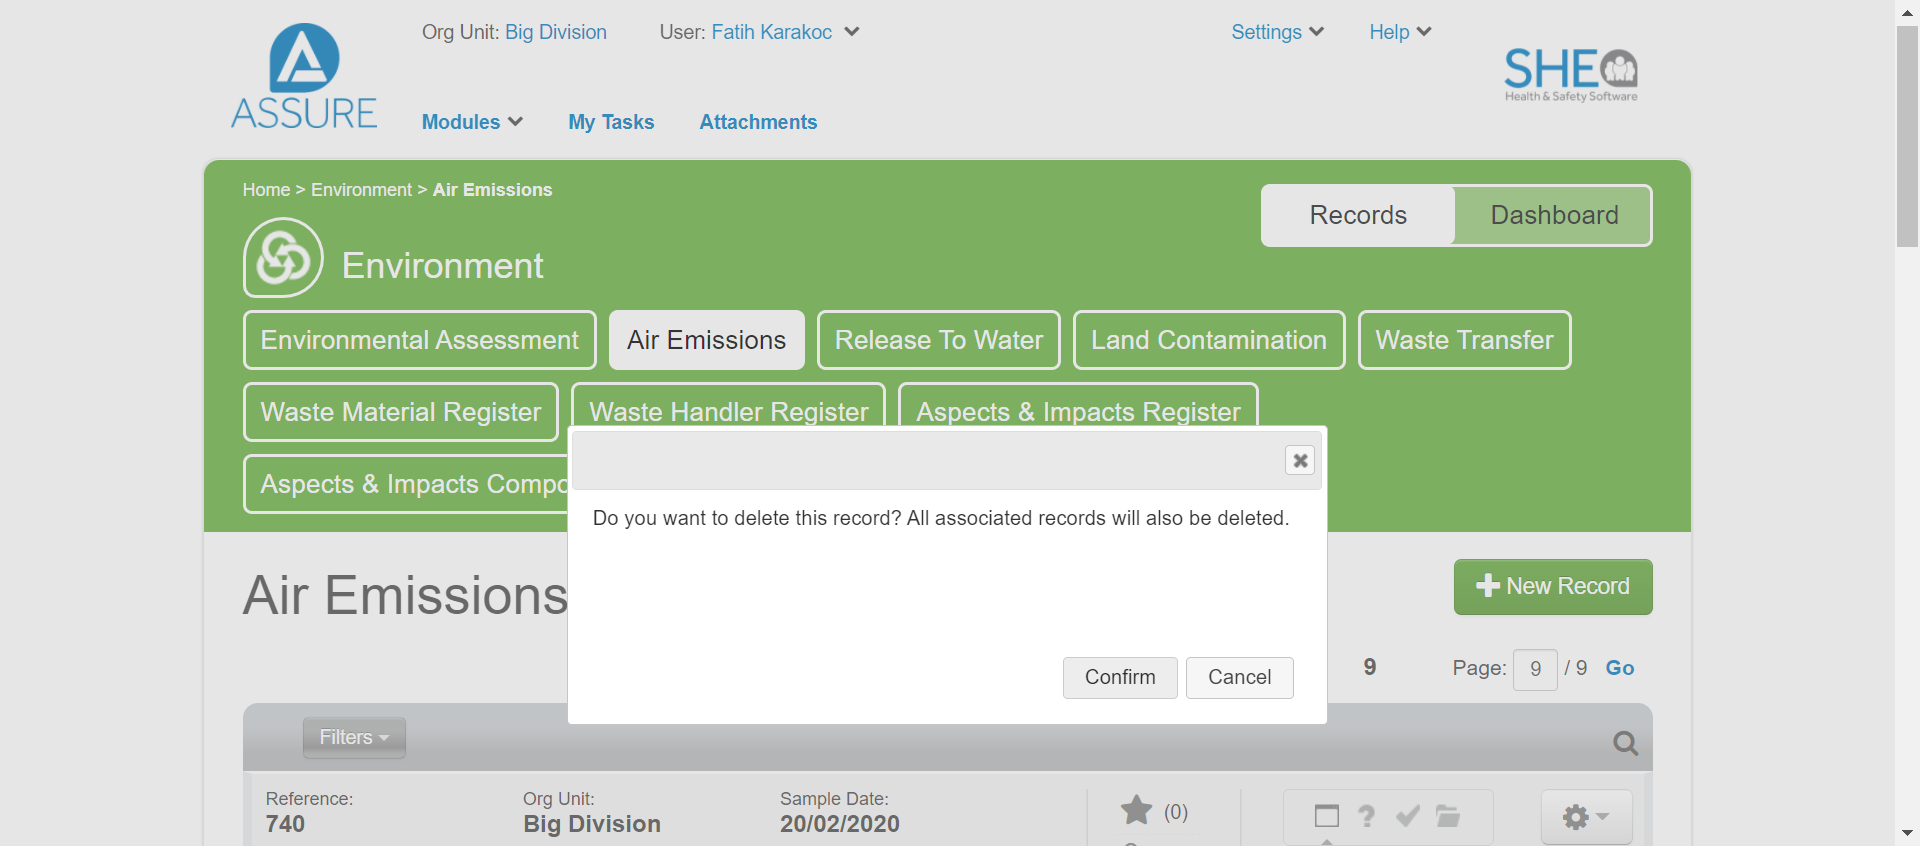 Org Unit: Big Division
User: Fatih Karakoc
Settings
Help
ASSURE
SHE
Health & Safety Software
Modules
My Tasks
Attachments
Home > Environment > Air Emissions
Records
Dashboard
Environment
Environmental Assessment
Air Emissions
Release To Water
Land Contamination
Waste Transfer
Waste Material Register
Waste Handler Register
Aspects & Impacts Register
Aspects & Impacts Compo
Do you want to delete this record? All associated records will also be deleted.
Confirm
Cancel
Air Emissions
New Record
9
Page: 9 / 9 Go
Filters
Reference:
740
Org Unit:
Big Division
Sample Date:
20/02/2020
(0)